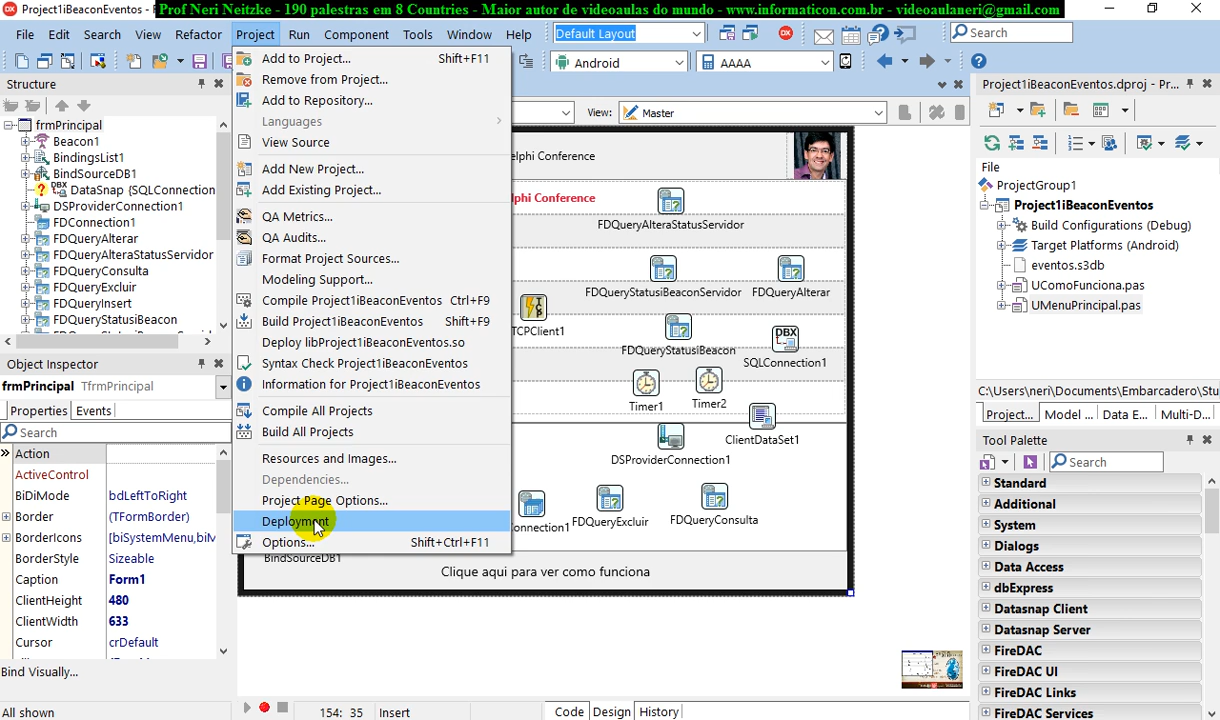 Project1iBeaconEventos -
Prof Neri Neitzke - 190 palestras em 8 Countries - Maior autor de videoaulas do mundo - www.informaticon.com.br - videoaulaneri@gmail.com
File Edit Search View Refactor Project Run Component Tools Window Help Default Layout Search
Android AAAA
Structure
frmPrincipal
Beacon1
BindingsList1
BindSourceDB1
DataSnap {SQLConnection
DSProviderConnection1
FDConnection1
FDQueryAlterar
FDQueryAlteraStatusServidor
FDQueryConsulta
FDQueryExcluir
FDQueryInsert
FDQueryStatusiBeacon
Object Inspector
frmPrincipal TfrmPrincipal
Properties Events
Search
Action
ActiveControl
BiDiMode bdLeftToRight
Border (TFormBorder)
BorderIcons [biSystemMenu,biM
BorderStyle Sizeable
Caption Form1
ClientHeight 480
ClientWidth 633
Cursor crDefault
Bind Visually...
All shown
Add to Project... Shift+F11
Remove from Project...
Add to Repository...
Languages
View Source
Add New Project...
Add Existing Project...
QA Metrics...
QA Audits...
Format Project Sources...
Modeling Support...
Compile Project1iBeaconEventos Ctrl+F9
Build Project1iBeaconEventos Shift+F9
Deploy libProject1iBeaconEventos.so
Syntax Check Project1iBeaconEventos
Information for Project1iBeaconEventos
Compile All Projects
Build All Projects
Resources and Images...
Dependencies...
Project Page Options...
Deployment
Options... Shift+Ctrl+F11
View: Master
elphi Conference
lphi Conference
FDQueryAlteraStatusServidor
FDQueryStatusiBeaconServidor FDQueryAlterar
TCPClient1
FDQueryStatusiBeacon
DBX
SQLConnection1
Timer1 Timer2
ClientDataSet1
DSProviderConnection1
onnection1 FDQueryExcluir FDQueryConsulta
BindSourceDB1
Clique aqui para ver como funciona
154: 35 Insert Code Design History
Project1iBeaconEventos.dproj - Pr...
File
ProjectGroup1
Project1iBeaconEventos
Build Configurations (Debug)
Target Platforms (Android)
eventos.s3db
UComoFunciona.pas
UMenuPrincipal.pas
C:\Users\neri\Documents\Embarcadero\Stu
Project... Model ... Data E... Multi-D...
Tool Palette
Search
Standard
Additional
System
Dialogs
Data Access
dbExpress
Datasnap Client
Datasnap Server
FireDAC
FireDAC UI
FireDAC Links
FireDAC Services